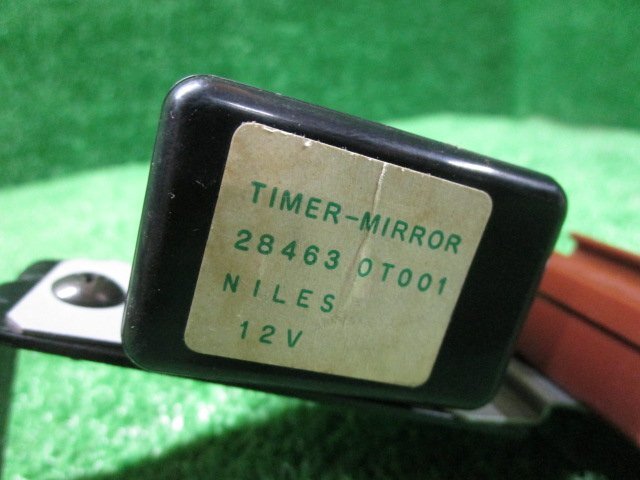 TIMER-MIRROR
28463 0T001
NILES
12V